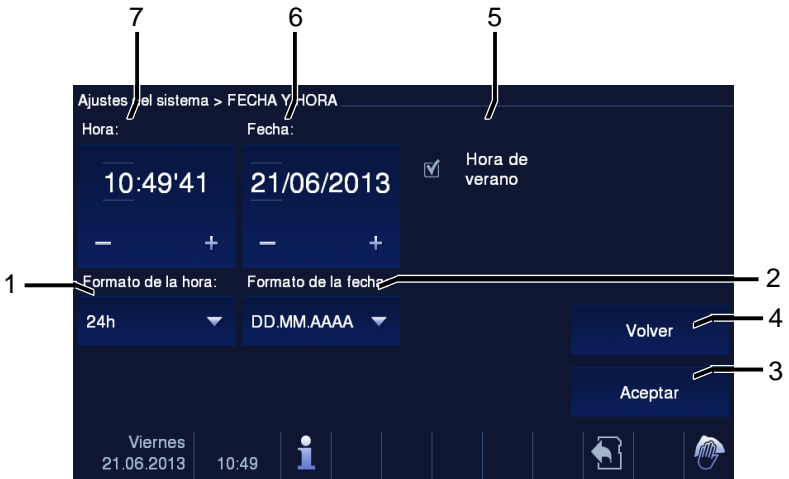 7 6 5
Ajustes del sistema > FECHA Y HORA
Hora: Fecha:
10:49'41 21/06/2013 Hora de
verano
– + – +
1 Formato de la hora: Formato de la fecha: 2
24h DD.MM.AAAA Volver 4
Aceptar 3
Viernes
21.06.2013 10:49 i